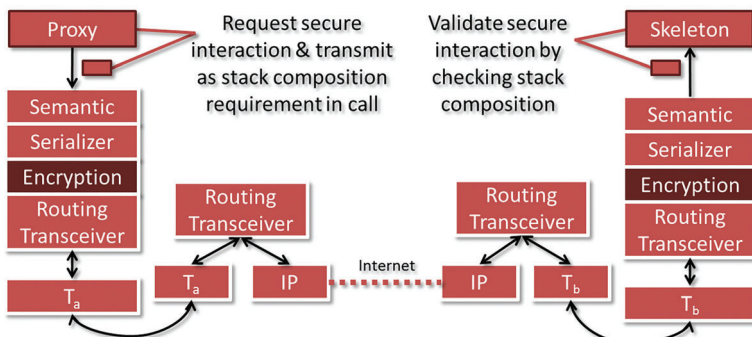 Proxy
Request secure
interaction & transmit
as stack composition
requirement in call
Validate secure
interaction by
checking stack
composition
Skeleton
Semantic
Serializer
Encryption
Routing
Transceiver
Tₐ
Routing
Transceiver
Tₐ
IP
Internet
Routing
Transceiver
IP
T_b
Semantic
Serializer
Encryption
Routing
Transceiver
T_b